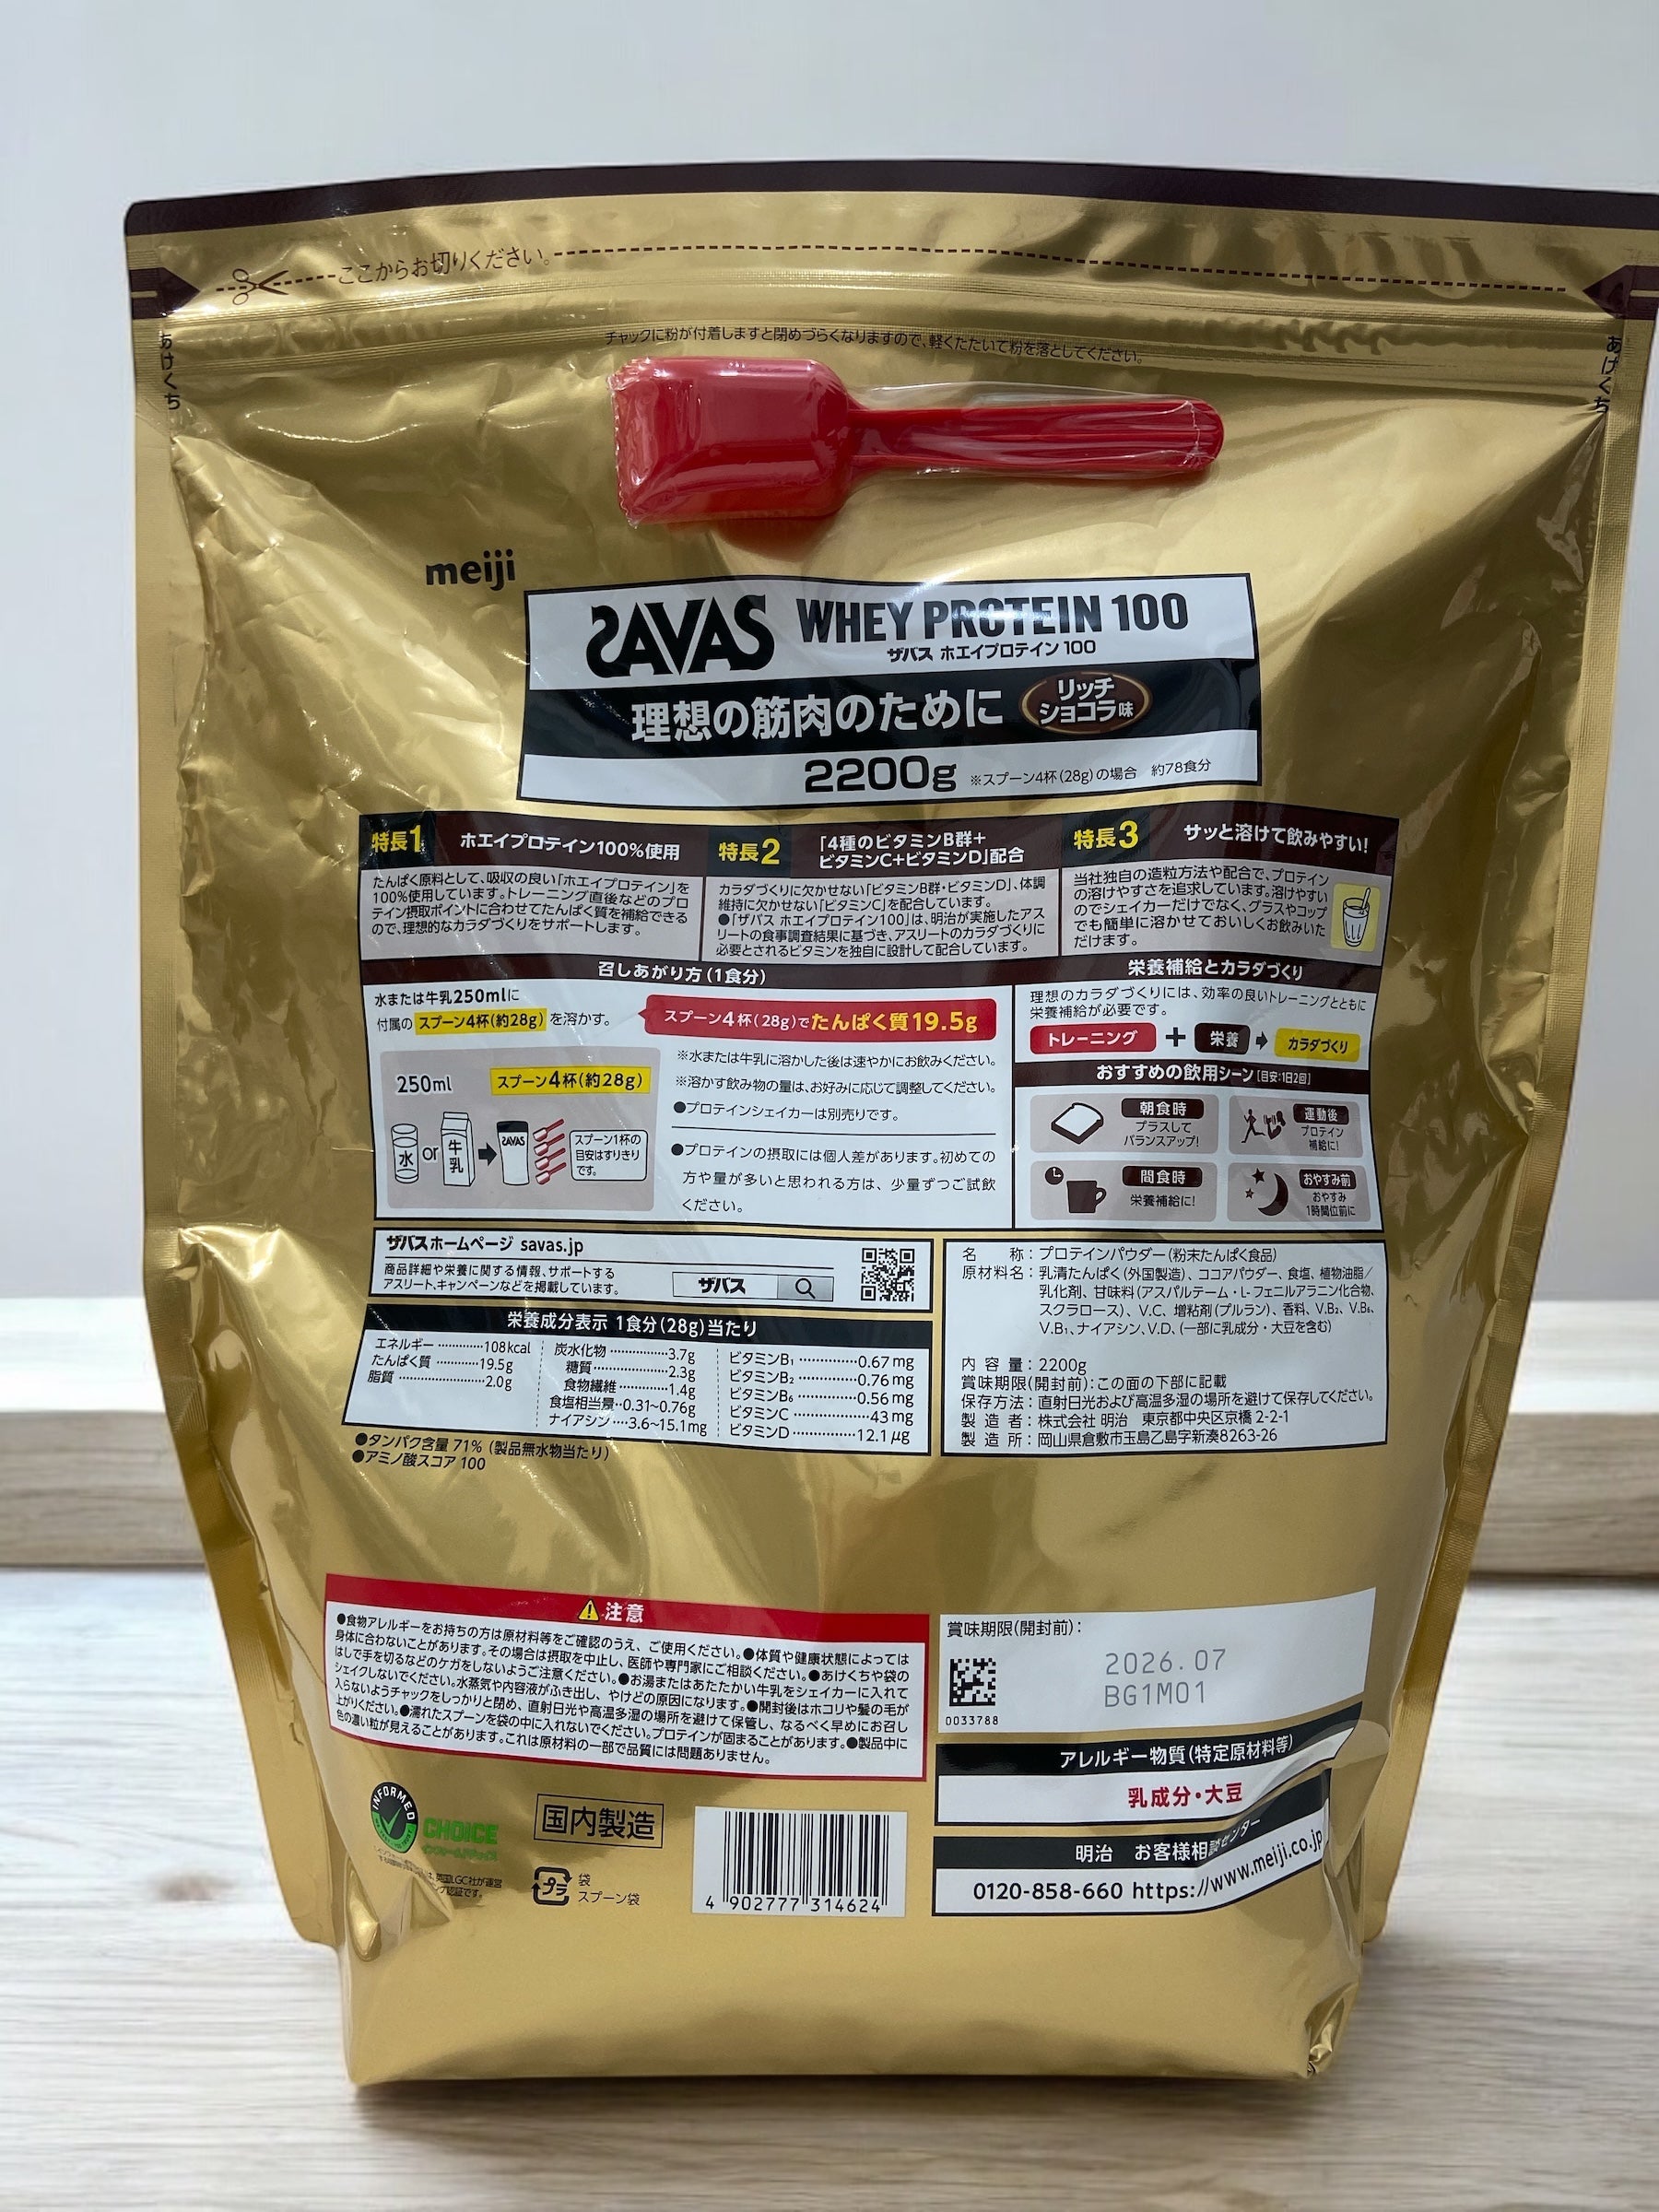 ここからお切りください。
あけくち
あけくち
チャックに粉が付着しますと閉めづらくなりますので、軽くたたいて粉を落としてください。
meiji
SAVAS WHEY PROTEIN 100
ザバス ホエイプロテイン100
理想の筋肉のために
リッチ
ショコラ味
2200g ※スプーン4杯(28g)の場合 約78食分
特長1 ホエイプロテイン100%使用
たんぱく原料として、吸収の良い「ホエイプロテイン」を
100%使用しています。トレーニング直後などのプロ
テイン摂取ポイントに合わせてたんぱく質を補給できる
ので、理想的なカラダづくりをサポートします。
特長2 「4種のビタミンB群+
ビタミンC+ビタミンD」配合
カラダづくりに欠かせない「ビタミンB群・ビタミンD」、体調
維持に欠かせない「ビタミンC」を配合しています。
●「ザバス ホエイプロテイン100」は、明治が実施したアス
リートの食事調査結果に基づき、アスリートのカラダづくりに
必要とされるビタミンを独自に設計して配合しています。
特長3 サッと溶けて飲みやすい!
当社独自の造粒方法や配合で、プロテイン
の溶けやすさを追求しています。溶けやすい
のでシェイカーだけでなく、グラスやコップ
でも簡単に溶かせておいしくお飲みいた
だけます。
召しあがり方(1食分)
水または牛乳250mlに
付属の スプーン4杯(約28g) を溶かす。
スプーン4杯(28g)でたんぱく質19.5g
250ml
スプーン4杯(約28g)
水 or 牛乳
SAVAS
スプーン1杯の
目安はすりきり
です。
※水または牛乳に溶かした後は速やかにお飲みください。
※溶かす飲み物の量は、お好みに応じて調整してください。
●プロテインシェイカーは別売りです。
●プロテインの摂取には個人差があります。初めての
方や量が多いと思われる方は、少量ずつご試飲
ください。
栄養補給とカラダづくり
理想のカラダづくりには、効率の良いトレーニングとともに
栄養補給が必要です。
トレーニング + 栄養 カラダづくり
おすすめの飲用シーン [目安:1日2回]
朝食時
プラスして
バランスアップ!
運動後
プロテイン
補給に!
間食時
栄養補給に!
おやすみ前
おやすみ
1時間位前に
ザバスホームページ savas.jp
商品詳細や栄養に関する情報、サポートする
アスリート、キャンペーンなどを掲載しています。
ザバス
栄養成分表示 1食分(28g)当たり
エネルギー 108kcal
たんぱく質 19.5g
脂質 2.0g
炭水化物 3.7g
糖質 2.3g
食物繊維 1.4g
食塩相当量 0.31~0.76g
ナイアシン 3.6~15.1mg
ビタミンB₁ 0.67mg
ビタミンB₂ 0.76mg
ビタミンB₆ 0.56mg
ビタミンC 43mg
ビタミンD 12.1μg
●タンパク含量 71% (製品無水物当たり)
●アミノ酸スコア 100
名称:プロテインパウダー(粉末たんぱく食品)
原材料名:乳清たんぱく(外国製造)、ココアパウダー、食塩、植物油脂/
乳化剤、甘味料(アスパルテーム・L-フェニルアラニン化合物、
スクラロース)、V.C、増粘剤(プルラン)、香料、V.B₂、V.B₆、
V.B₁、ナイアシン、V.D、(一部に乳成分・大豆を含む)
内容量:2200g
賞味期限(開封前):この面の下部に記載
保存方法:直射日光および高温多湿の場所を避けて保存してください。
製造者:株式会社 明治 東京都中央区京橋 2-2-1
製造所:岡山県倉敷市玉島乙島字新湊8263-26
注意
●食物アレルギーをお持ちの方は原材料等をご確認のうえ、ご使用ください。●体質や健康状態によっては
身体に合わないことがあります。その場合は摂取を中止し、医師や専門家にご相談ください。●あけくちや袋の
はしで手を切るなどのケガをしないようご注意ください。●お湯またはあたたかい牛乳をシェイカーに入れて
シェイクしないでください。水蒸気や内容液がふき出し、やけどの原因になります。●開封後はホコリや髪の毛が
入らないようチャックをしっかりと閉め、直射日光や高温多湿の場所を避けて保管し、なるべく早めにお召し
上がりください。●濡れたスプーンを袋の中に入れないでください。プロテインが固まることがあります。●製品中に
色の濃い粒が見えることがあります。これは原材料の一部で品質には問題ありません。
賞味期限(開封前):
2026.07
BG1M01
0033788
アレルギー物質(特定原材料等)
乳成分・大豆
明治 お客様相談センター
0120-858-660 https://www.meiji.co.jp
INFORMED
CHOICE
国内製造
プラ
袋
スプーン袋
4 902777 314624